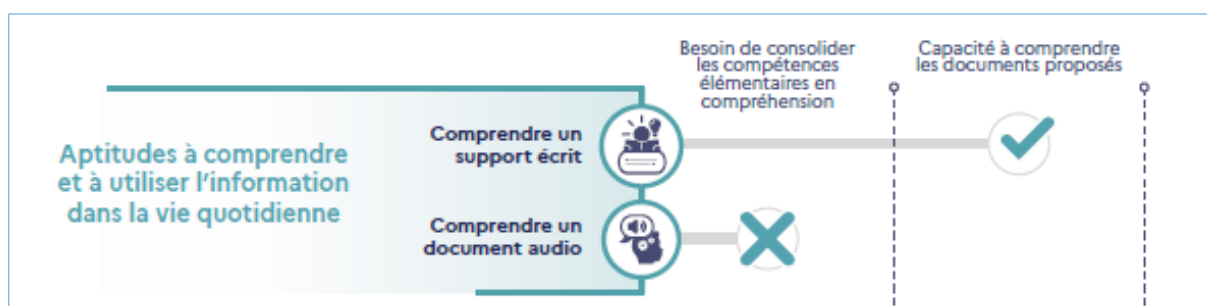 Besoin de consolider
les compétences
élémentaires en
compréhension
Capacité à comprendre
les documents proposés
Aptitudes à comprendre
et à utiliser l'information
dans la vie quotidienne
Comprendre un
support écrit
Comprendre un
document audio